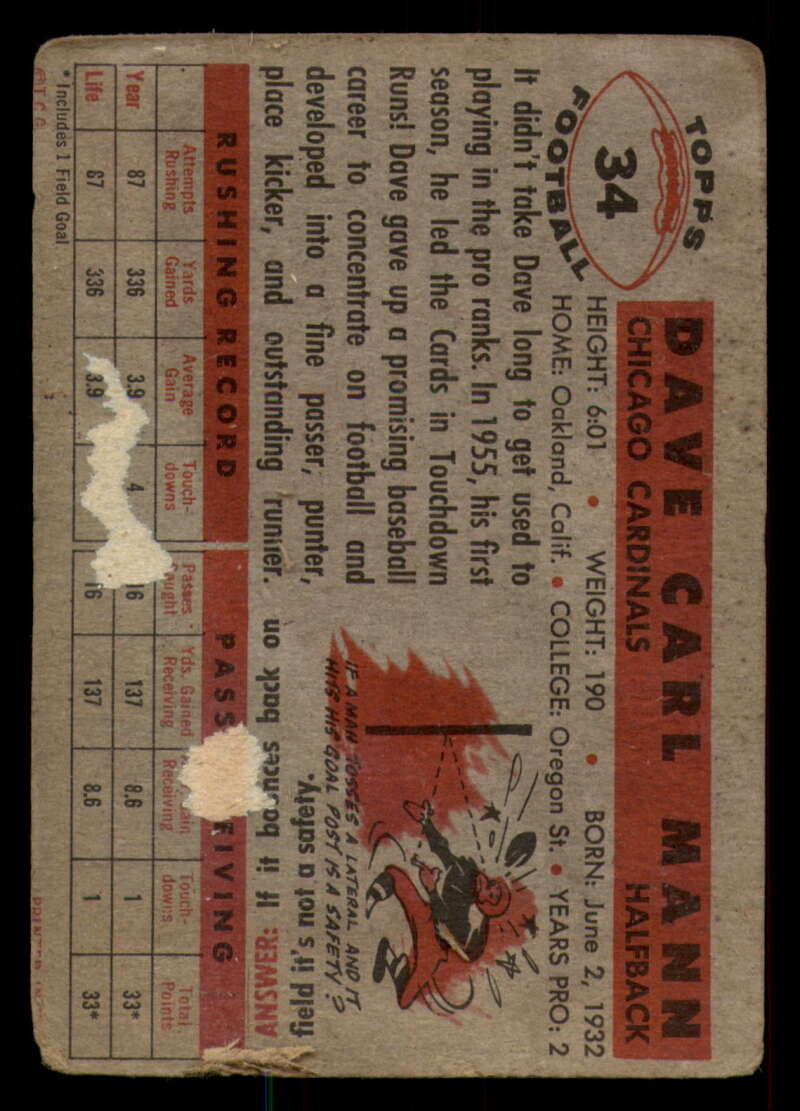 TOPPS
34
FOOTBALL
DAVE CARL MANN
CHICAGO CARDINALS HALFBACK
HEIGHT: 6:01 • WEIGHT: 190 • BORN: June 2, 1932
HOME: Oakland, Calif. • COLLEGE: Oregon St. • YEARS PRO: 2
It didn't take Dave long to get used to
playing in the pro ranks. In 1955, his first
season, he led the Cards in Touchdown
Runs! Dave gave up a promising baseball
career to concentrate on football and
developed into a fine passer, punter,
place kicker, and outstanding runner.
IF A MAN TOSSES A LATERAL AND IT
HITS HIS GOAL POST IS A SAFETY?
ANSWER: If it bounces back on
field it's not a safety.
RUSHING RECORD PASS EIVING
Attempts Rushing Yards Gained Average Gain Touch-downs Passes Yds. Gained Receiving Receiving Touch-downs Total Points
Year 87 336 3.9 4 16 137 8.6 1 33*
Life 67 336 3.9 16 137 8.6 1 33*
* Includes 1 Field Goal
©T.C.G.